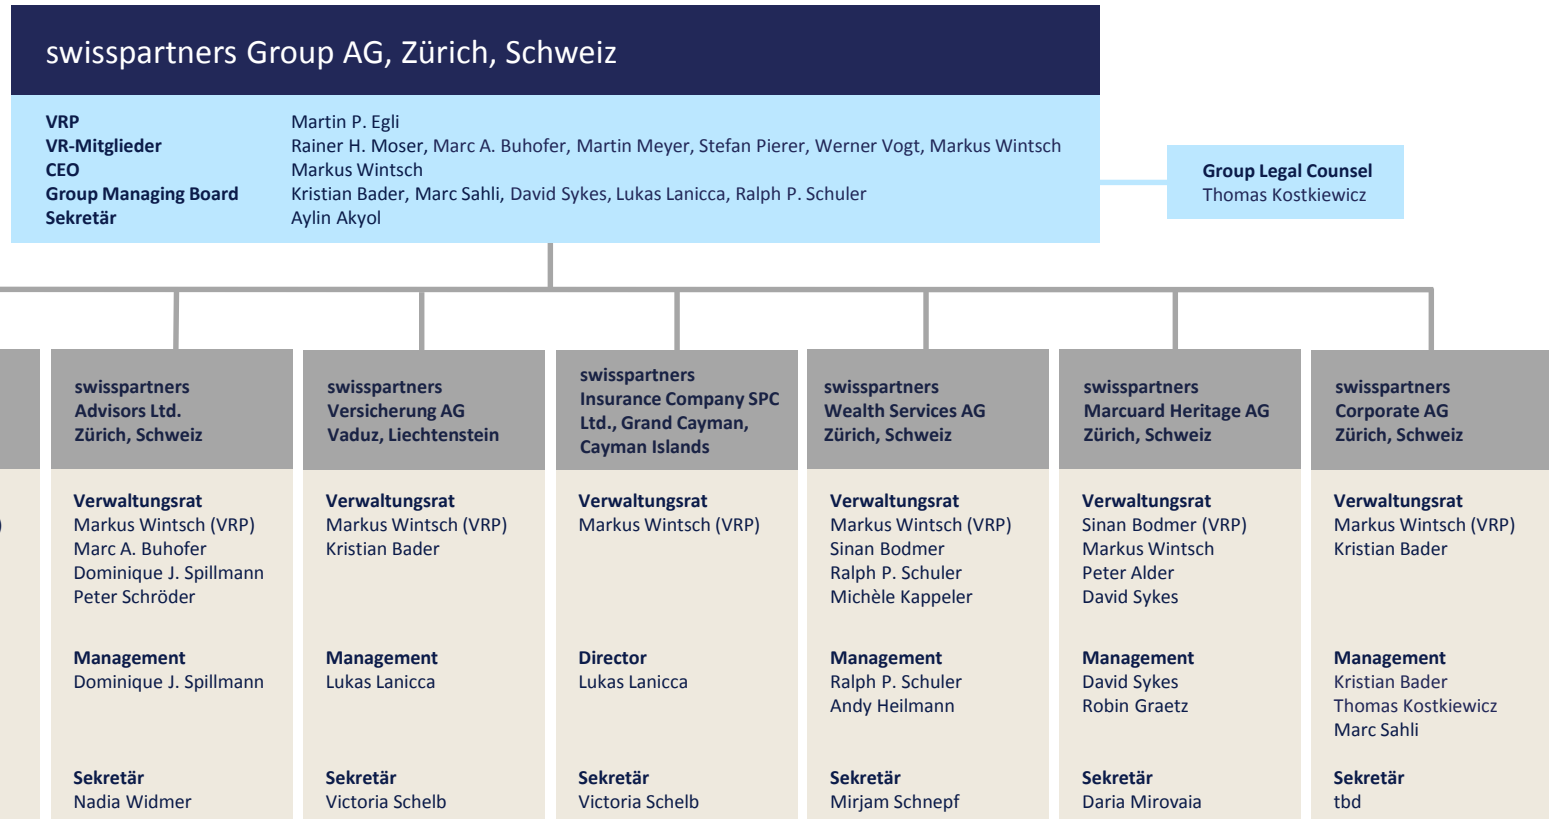 swisspartners Group AG, Zürich, Schweiz
VRP Martin P. Egli
VR-Mitglieder Rainer H. Moser, Marc A. Buhofer, Martin Meyer, Stefan Pierer, Werner Vogt, Markus Wintsch
CEO Markus Wintsch
Group Managing Board Kristian Bader, Marc Sahli, David Sykes, Lukas Lanicca, Ralph P. Schuler
Sekretär Aylin Akyol
Group Legal Counsel
Thomas Kostkiewicz
)
swisspartners
Advisors Ltd.
Zürich, Schweiz
Verwaltungsrat
Markus Wintsch (VRP)
Marc A. Buhofer
Dominique J. Spillmann
Peter Schröder
Management
Dominique J. Spillmann
Sekretär
Nadia Widmer
swisspartners
Versicherung AG
Vaduz, Liechtenstein
Verwaltungsrat
Markus Wintsch (VRP)
Kristian Bader
Management
Lukas Lanicca
Sekretär
Victoria Schelb
swisspartners
Insurance Company SPC
Ltd., Grand Cayman,
Cayman Islands
Verwaltungsrat
Markus Wintsch (VRP)
Director
Lukas Lanicca
Sekretär
Victoria Schelb
swisspartners
Wealth Services AG
Zürich, Schweiz
Verwaltungsrat
Markus Wintsch (VRP)
Sinan Bodmer
Ralph P. Schuler
Michèle Kappeler
Management
Ralph P. Schuler
Andy Heilmann
Sekretär
Mirjam Schnepf
swisspartners
Marcuard Heritage AG
Zürich, Schweiz
Verwaltungsrat
Sinan Bodmer (VRP)
Markus Wintsch
Peter Alder
David Sykes
Management
David Sykes
Robin Graetz
Sekretär
Daria Mirovaia
swisspartners
Corporate AG
Zürich, Schweiz
Verwaltungsrat
Markus Wintsch (VRP)
Kristian Bader
Management
Kristian Bader
Thomas Kostkiewicz
Marc Sahli
Sekretär
tbd